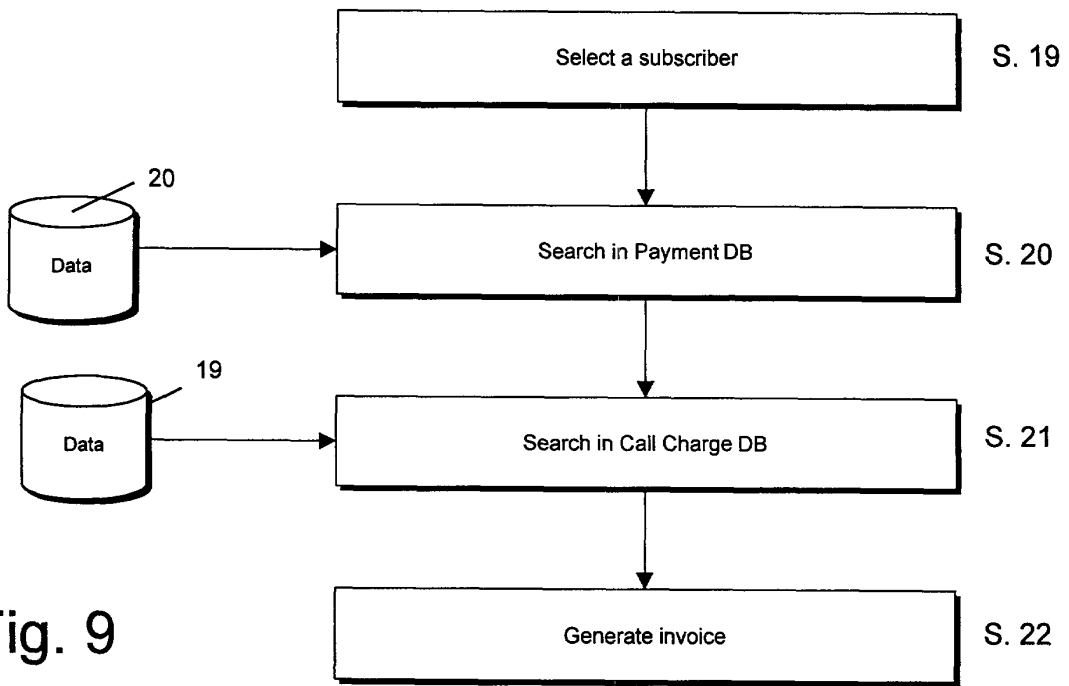 Select a subscriber
S. 19
20
Data
Search in Payment DB
S. 20
19
Data
Search in Call Charge DB
S. 21
Fig. 9
Generate invoice
S. 22